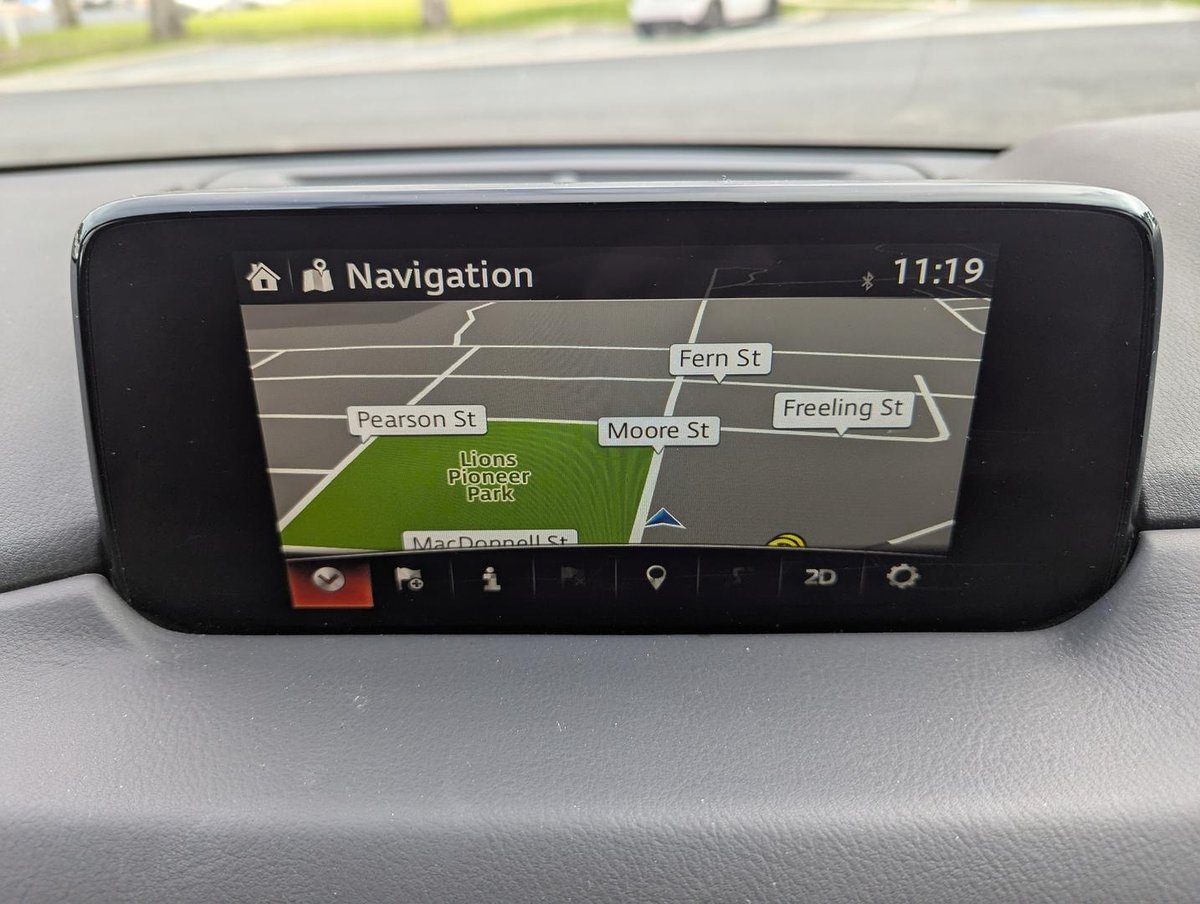 Navigation
11:19
Fern St
Freeling St
Pearson St
Moore St
Lions
Pioneer
Park
MacDonnell St
2D